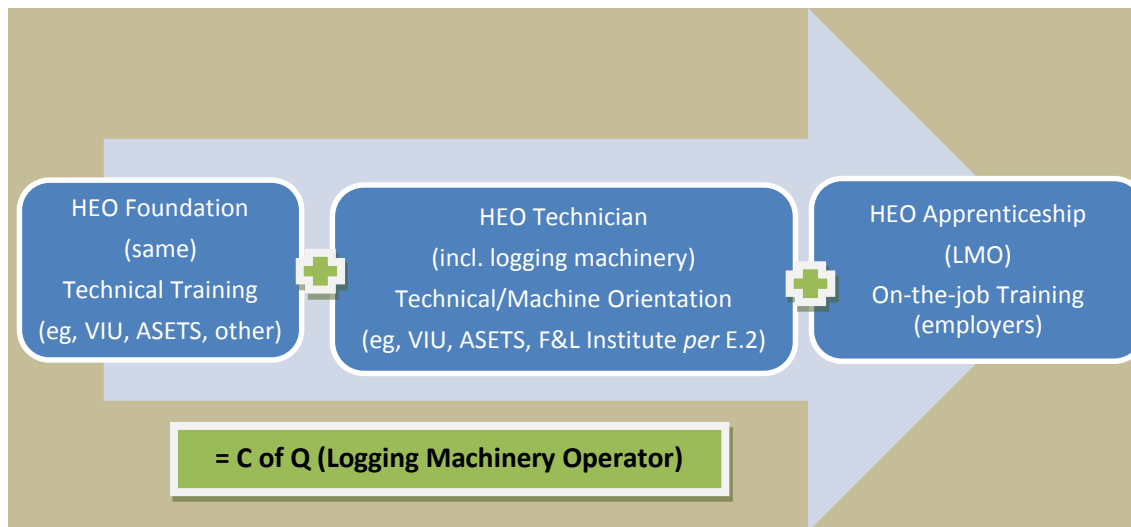 HEO Foundation
(same)
Technical Training
(eg, VIU, ASETS, other)
HEO Technician
(incl. logging machinery)
Technical/Machine Orientation
(eg, VIU, ASETS, F&L Institute per E.2)
HEO Apprenticeship
(LMO)
On-the-job Training
(employers)
= C of Q (Logging Machinery Operator)